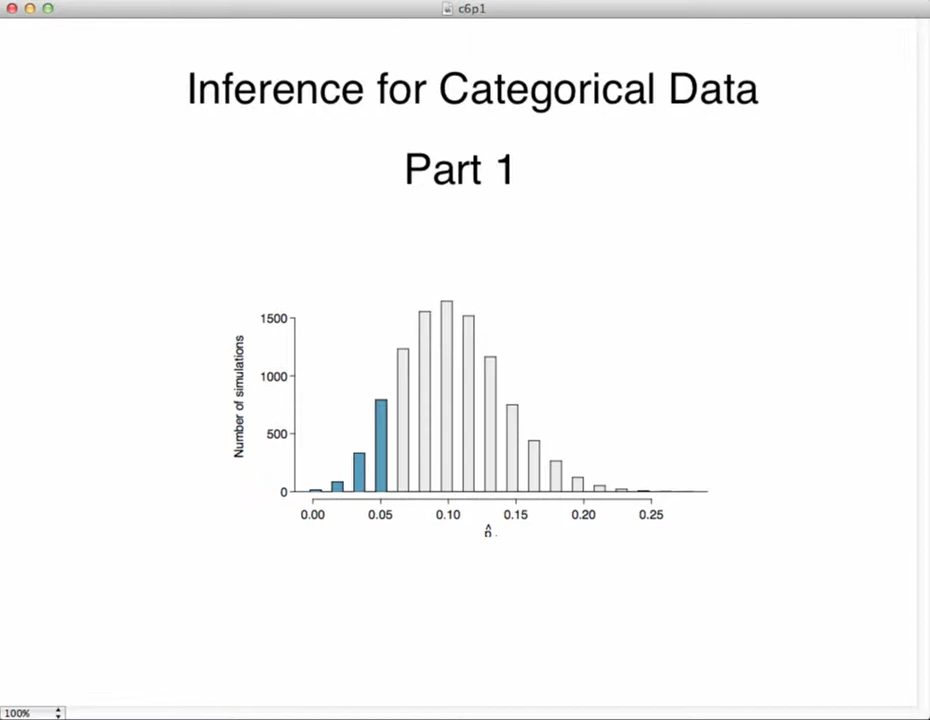 c6p1
Inference for Categorical Data
Part 1
Number of simulations
1500
1000
500
0
0.00 0.05 0.10 0.15 0.20 0.25
100%